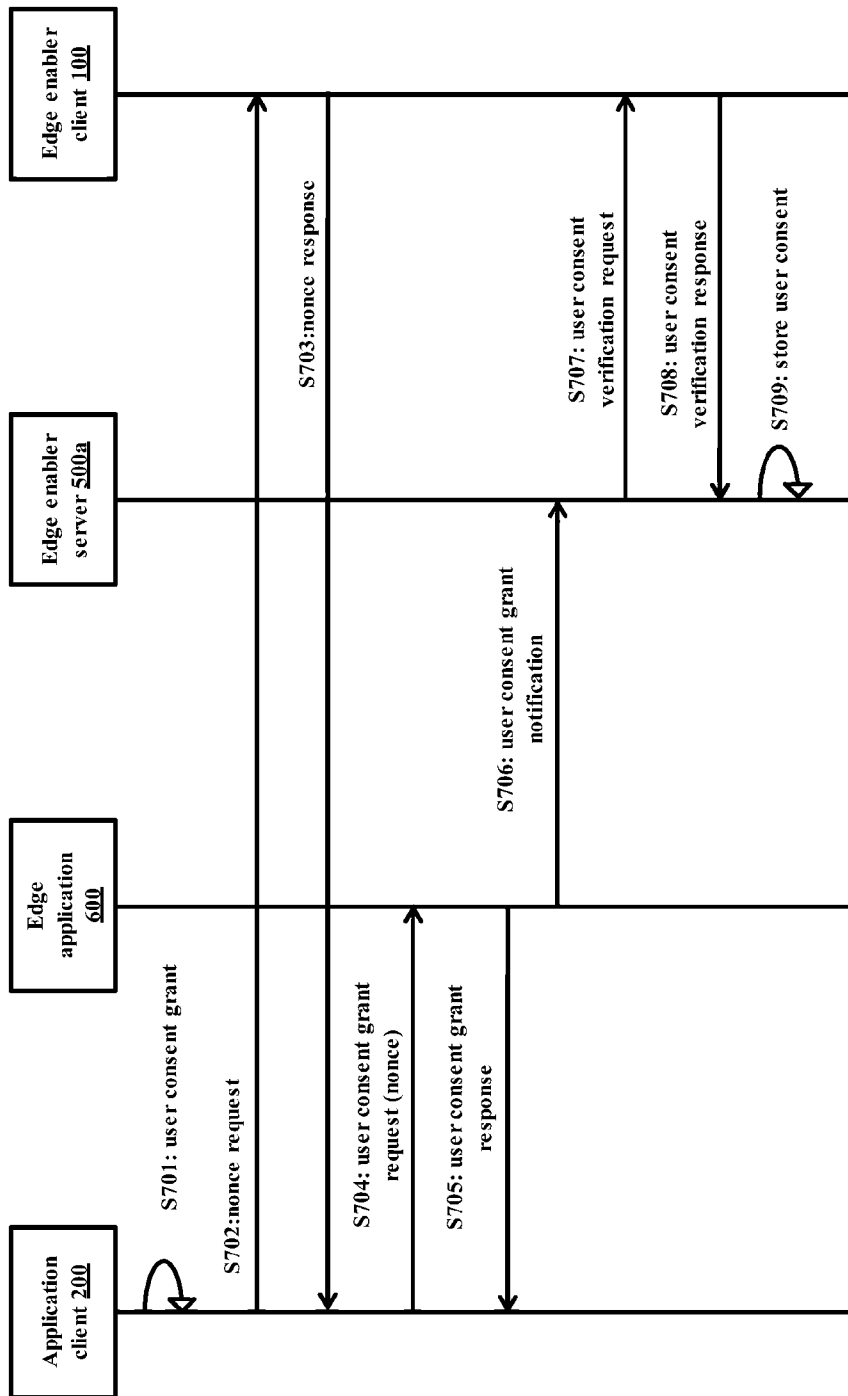 Application
client 200
Edge
application
600
Edge enabler
server 500a
Edge enabler
client 100
S701: user consent grant
S702:nonce request
S703:nonce response
S704: user consent grant
request (nonce)
S705: user consent grant
response
S706: user consent grant
notification
S707: user consent
verification request
S708: user consent
verification response
S709: store user consent